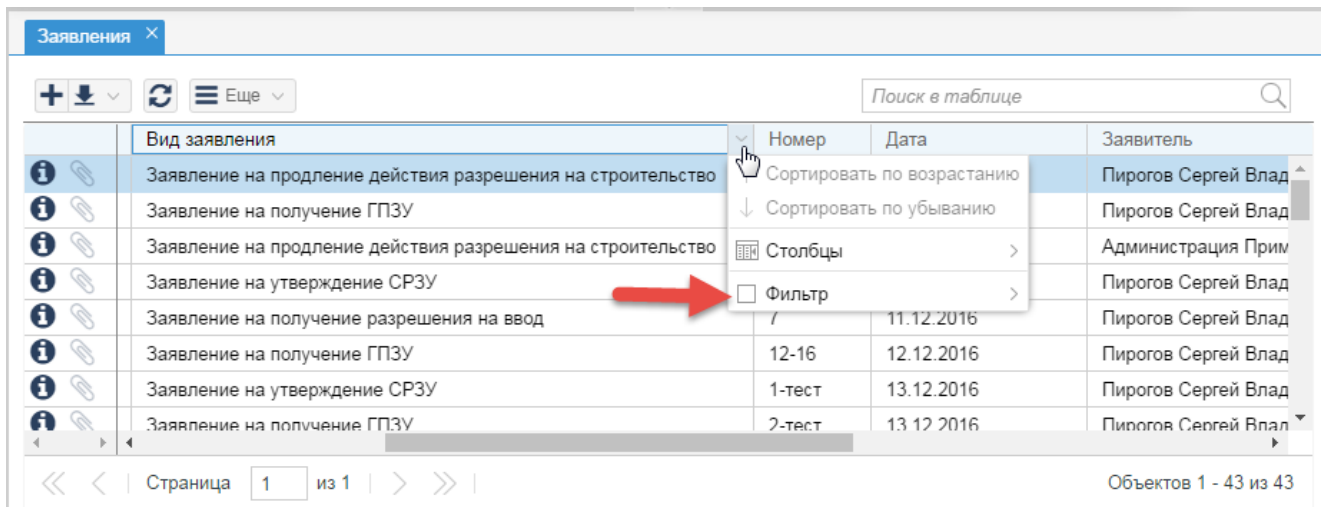 Заявления
Еще
Поиск в таблице
Вид заявления Номер Дата Заявитель
Заявление на продление действия разрешения на строительство Сортировать по возрастанию Пирогов Сергей Влад
Заявление на получение ГПЗУ Сортировать по убыванию Пирогов Сергей Влад
Заявление на продление действия разрешения на строительство Столбцы Администрация Прим
Заявление на утверждение СРЗУ Фильтр Пирогов Сергей Влад
Заявление на получение разрешения на ввод 7 11.12.2016 Пирогов Сергей Влад
Заявление на получение ГПЗУ 12-16 12.12.2016 Пирогов Сергей Влад
Заявление на утверждение СРЗУ 1-тест 13.12.2016 Пирогов Сергей Влад
Заявление на получение ГПЗУ 2-тест 13.12.2016 Пирогов Сергей Влад
Страница 1 из 1 Объектов 1 - 43 из 43